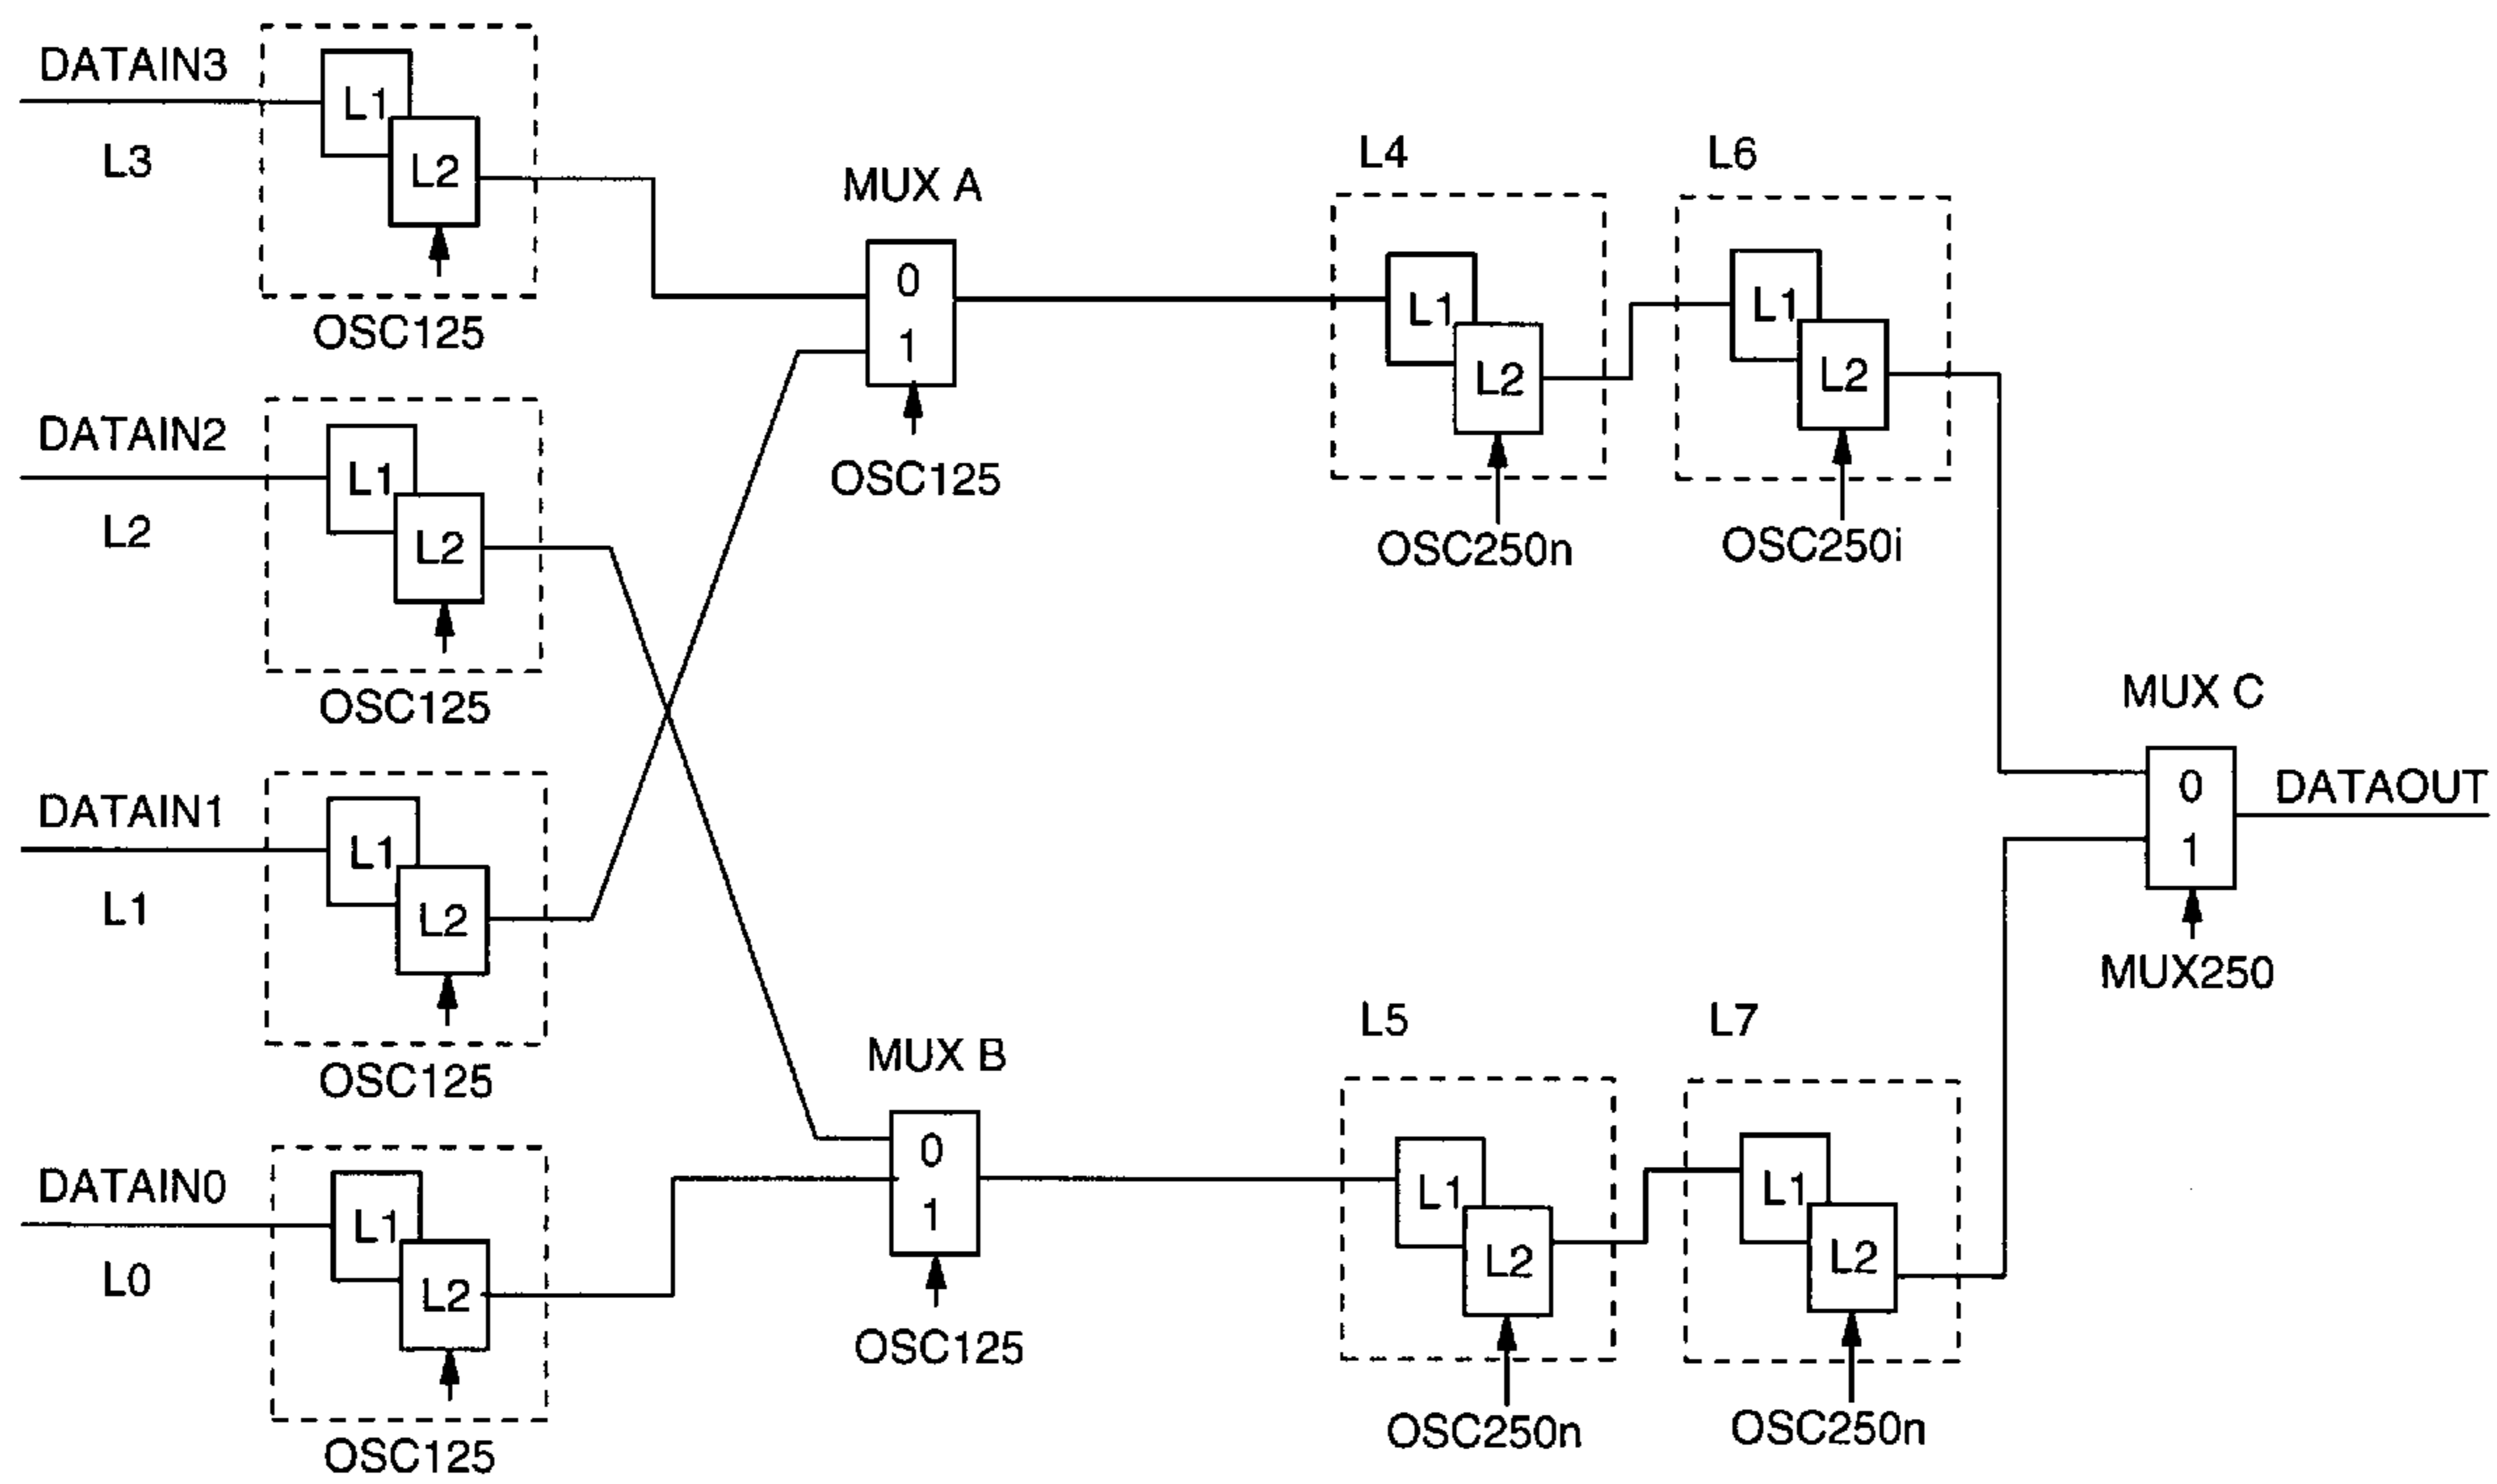 DATAIN3
L3
L1
L2
OSC125
DATAIN2
L2
L1
L2
OSC125
DATAIN1
L1
L1
L2
OSC125
DATAIN0
L0
L1
L2
OSC125
MUX A
0
1
OSC125
MUX B
0
1
OSC125
L4
L1
L2
OSC250n
L6
L1
L2
OSC250i
L5
L1
L2
OSC250n
L7
L1
L2
OSC250n
MUX C
0
1
MUX250
DATAOUT